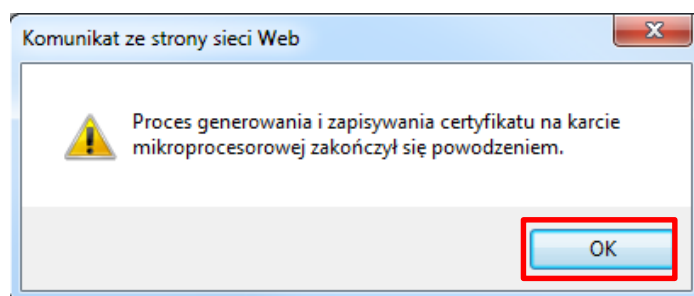 Komunikat ze strony sieci Web
Proces generowania i zapisywania certyfikatu na karcie
mikroprocesorowej zakończył się powodzeniem.
OK